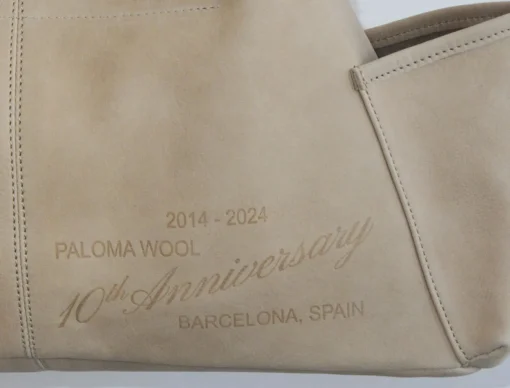 2014 - 2024
PALOMA WOOL
10th Anniversary
BARCELONA, SPAIN